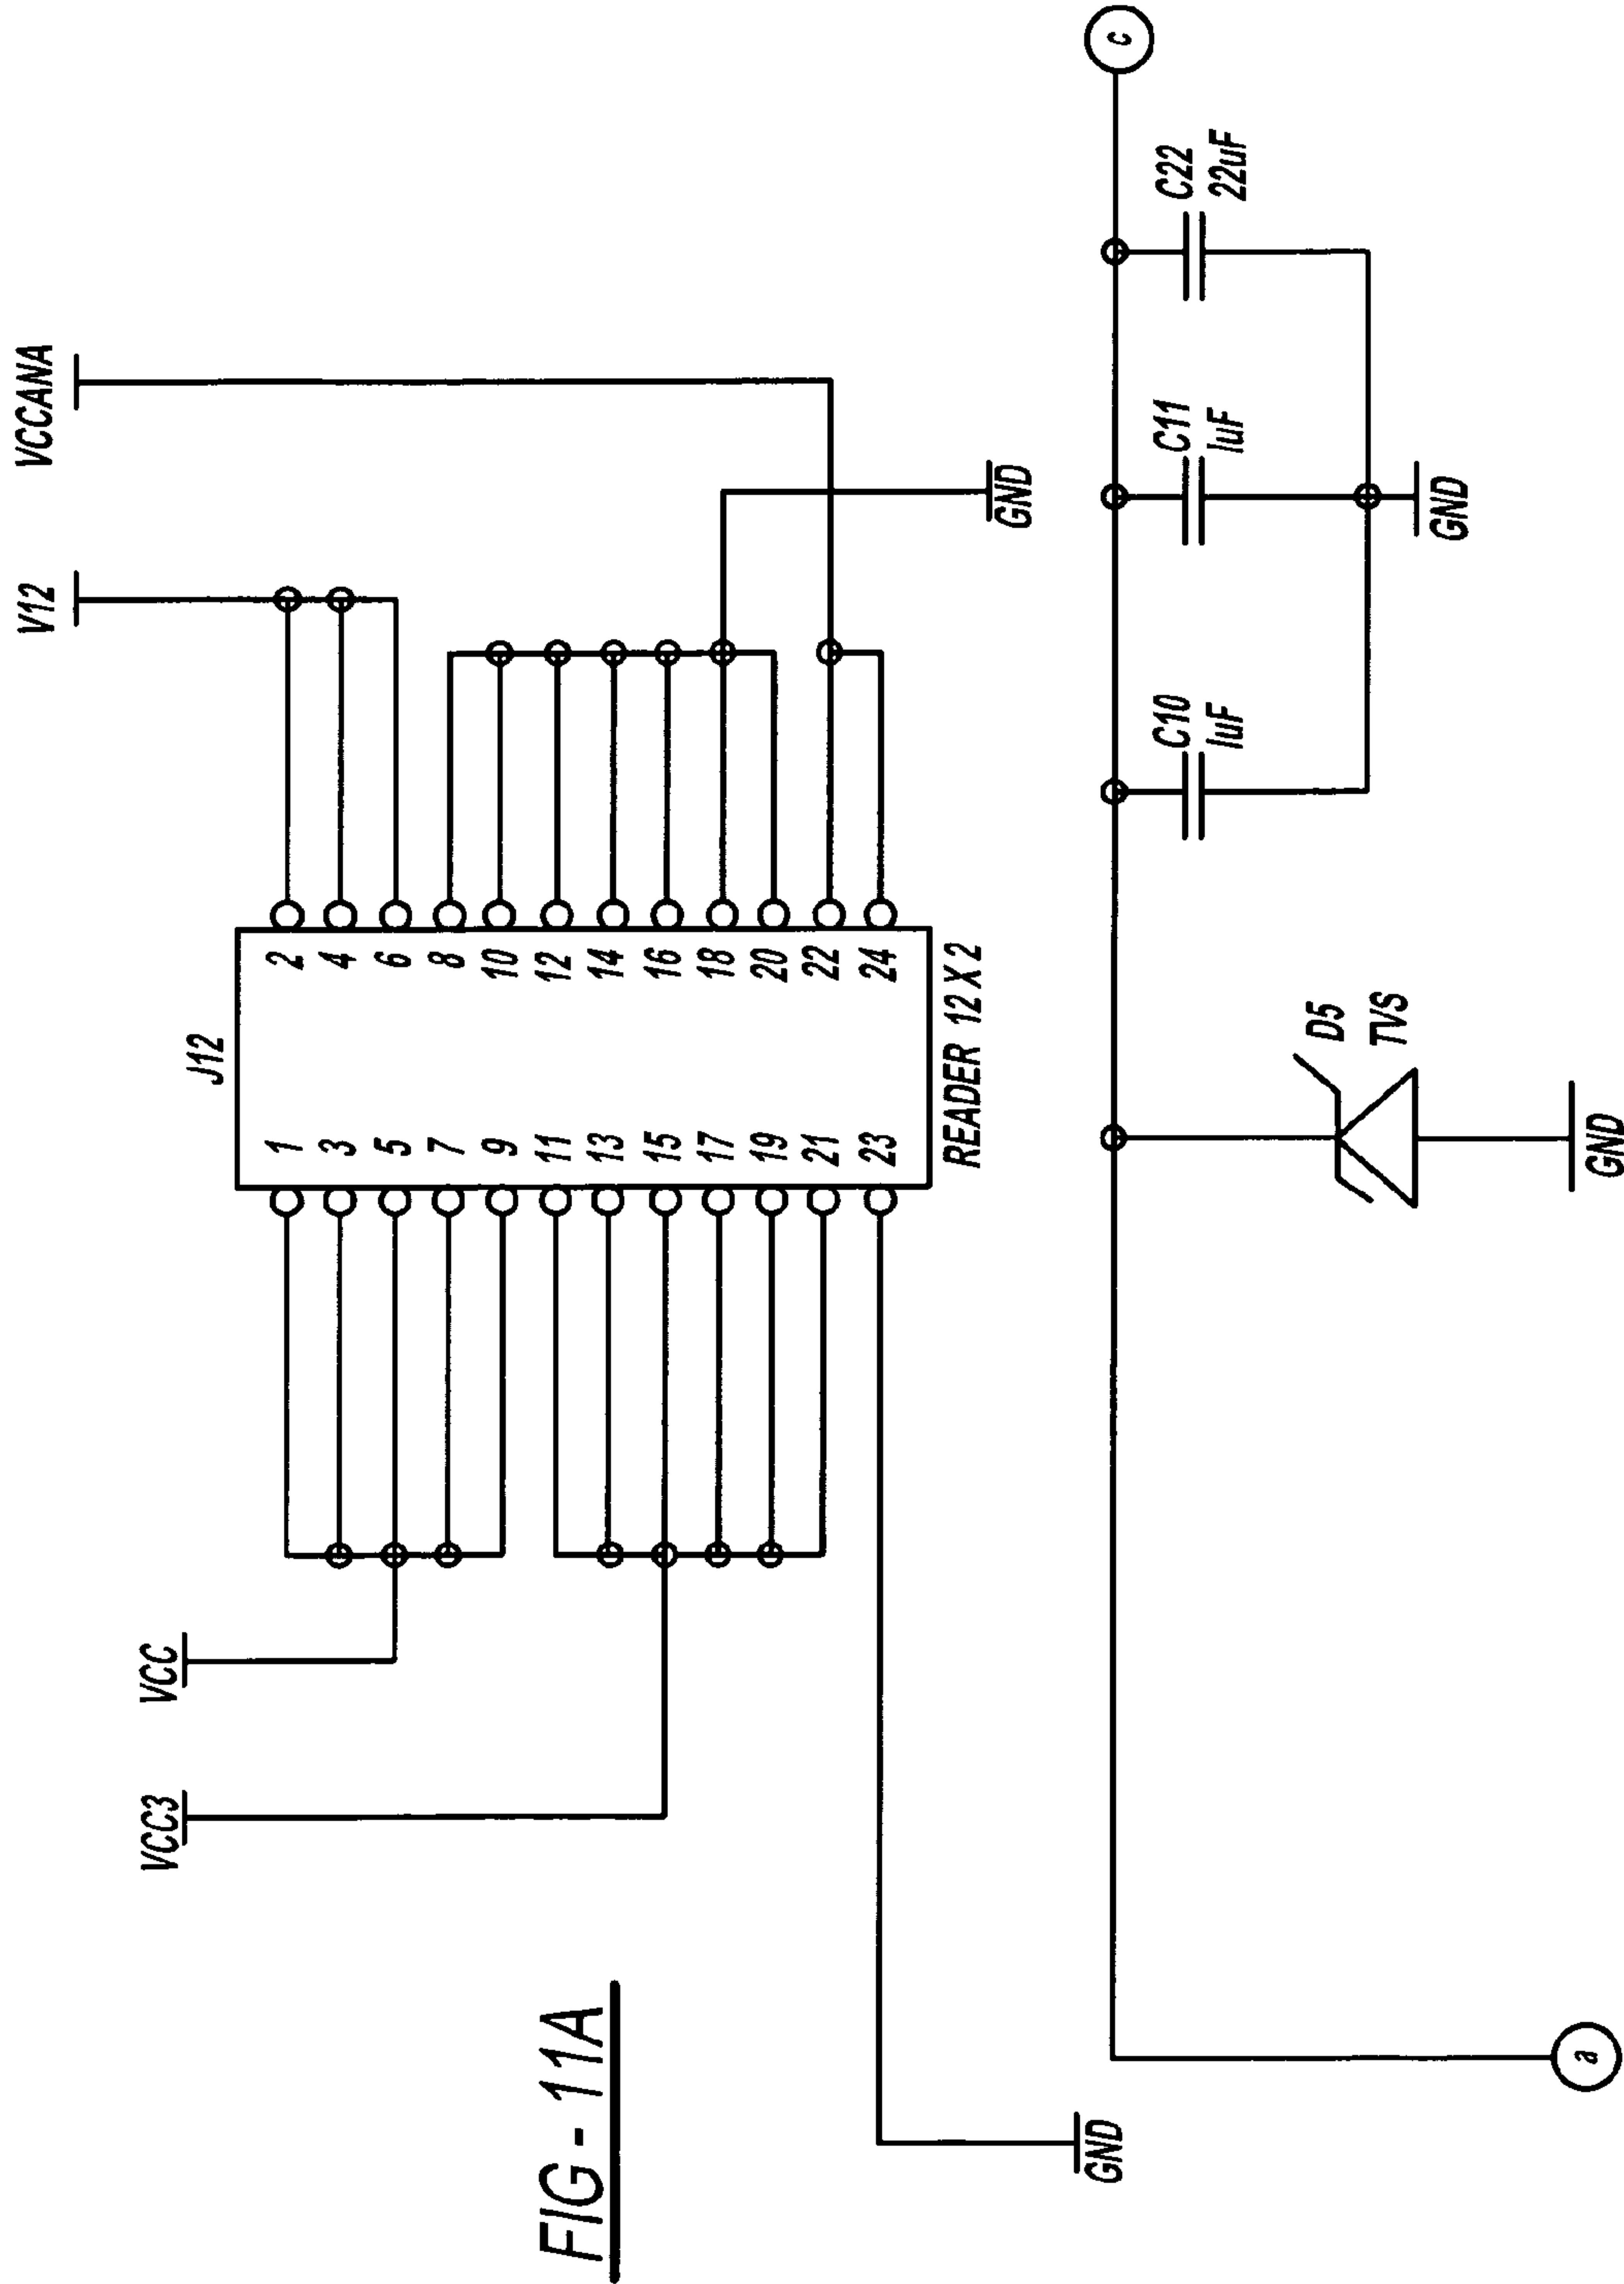 FIG - 11A
VCC3
VCC
V12
VCCANA
J12
1 2
3 4
5 6
7 8
9 10
11 12
13 14
15 16
17 18
19 20
21 22
23 24
READER 12 X 2
GND
GND
c
C10
1uF
C11
1uF
C22
22uF
D5
TVS
GND
GND
a